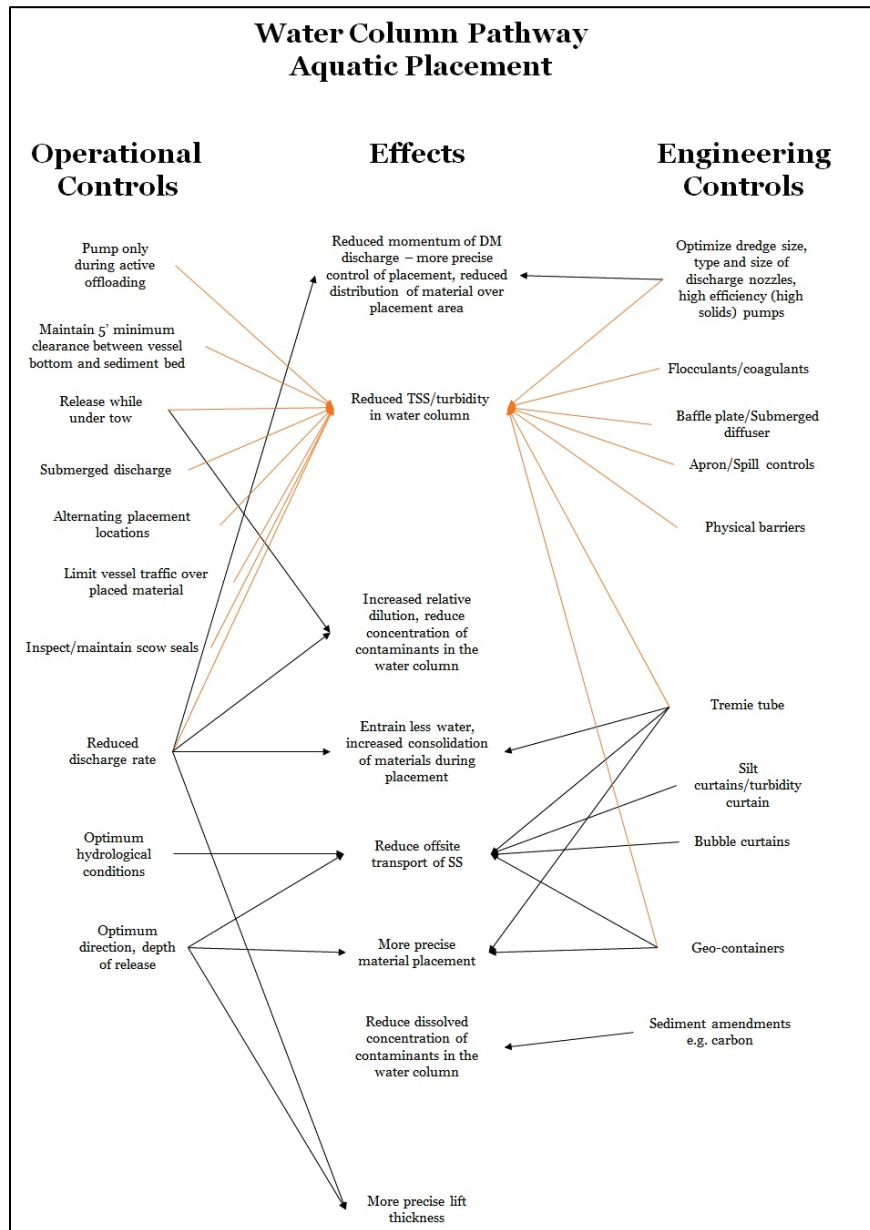 Water Column Pathway
Aquatic Placement
Operational
Controls
Effects
Engineering
Controls
Pump only
during active
offloading
Maintain 5' minimum
clearance between vessel
bottom and sediment bed
Release while
under tow
Submerged discharge
Alternating placement
locations
Limit vessel traffic over
placed material
Inspect/maintain scow seals
Reduced
discharge rate
Optimum
hydrological
conditions
Optimum
direction, depth
of release
Reduced momentum of DM
discharge – more precise
control of placement, reduced
distribution of material over
placement area
Reduced TSS/turbidity
in water column
Increased relative
dilution, reduce
concentration of
contaminants in the
water column
Entrain less water,
increased consolidation
of materials during
placement
Reduce offsite
transport of SS
More precise
material placement
Reduce dissolved
concentration of
contaminants in the
water column
More precise lift
thickness
Optimize dredge size,
type and size of
discharge nozzles,
high efficiency (high
solids) pumps
Flocculants/coagulants
Baffle plate/Submerged
diffuser
Apron/Spill controls
Physical barriers
Tremie tube
Silt
curtains/turbidity
curtain
Bubble curtains
Geo-containers
Sediment amendments
e.g. carbon